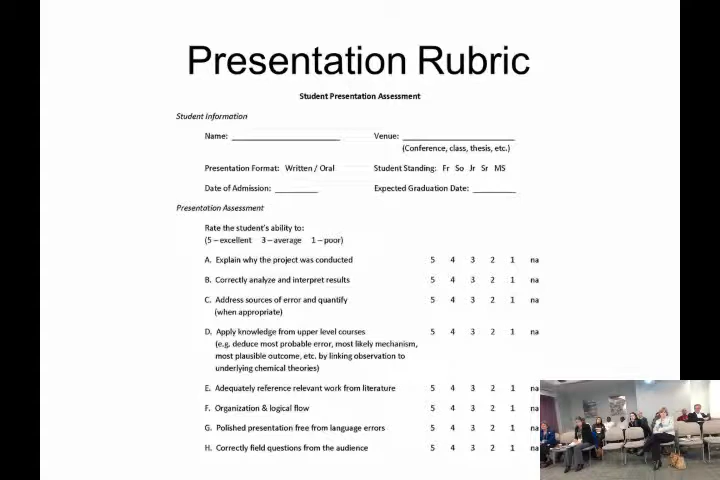 Presentation Rubric
Student Presentation Assessment
Student Information
Name: ____________________ Venue: ____________________
(Conference, class, thesis, etc.)
Presentation Format: Written / Oral Student Standing: Fr So Jr Sr MS
Date of Admission: ________ Expected Graduation Date: ________
Presentation Assessment
Rate the student's ability to:
(5 – excellent 3 – average 1 – poor)
A. Explain why the project was conducted 5 4 3 2 1 na
B. Correctly analyze and interpret results 5 4 3 2 1 na
C. Address sources of error and quantify 5 4 3 2 1 na
(when appropriate)
D. Apply knowledge from upper level courses 5 4 3 2 1 na
(e.g. deduce most probable error, most likely mechanism,
most plausible outcome, etc. by linking observation to
underlying chemical theories)
E. Adequately reference relevant work from literature 5 4 3 2 1 na
F. Organization & logical flow 5 4 3 2 1 na
G. Polished presentation free from language errors 5 4 3 2 1 na
H. Correctly field questions from the audience 5 4 3 2 1 na